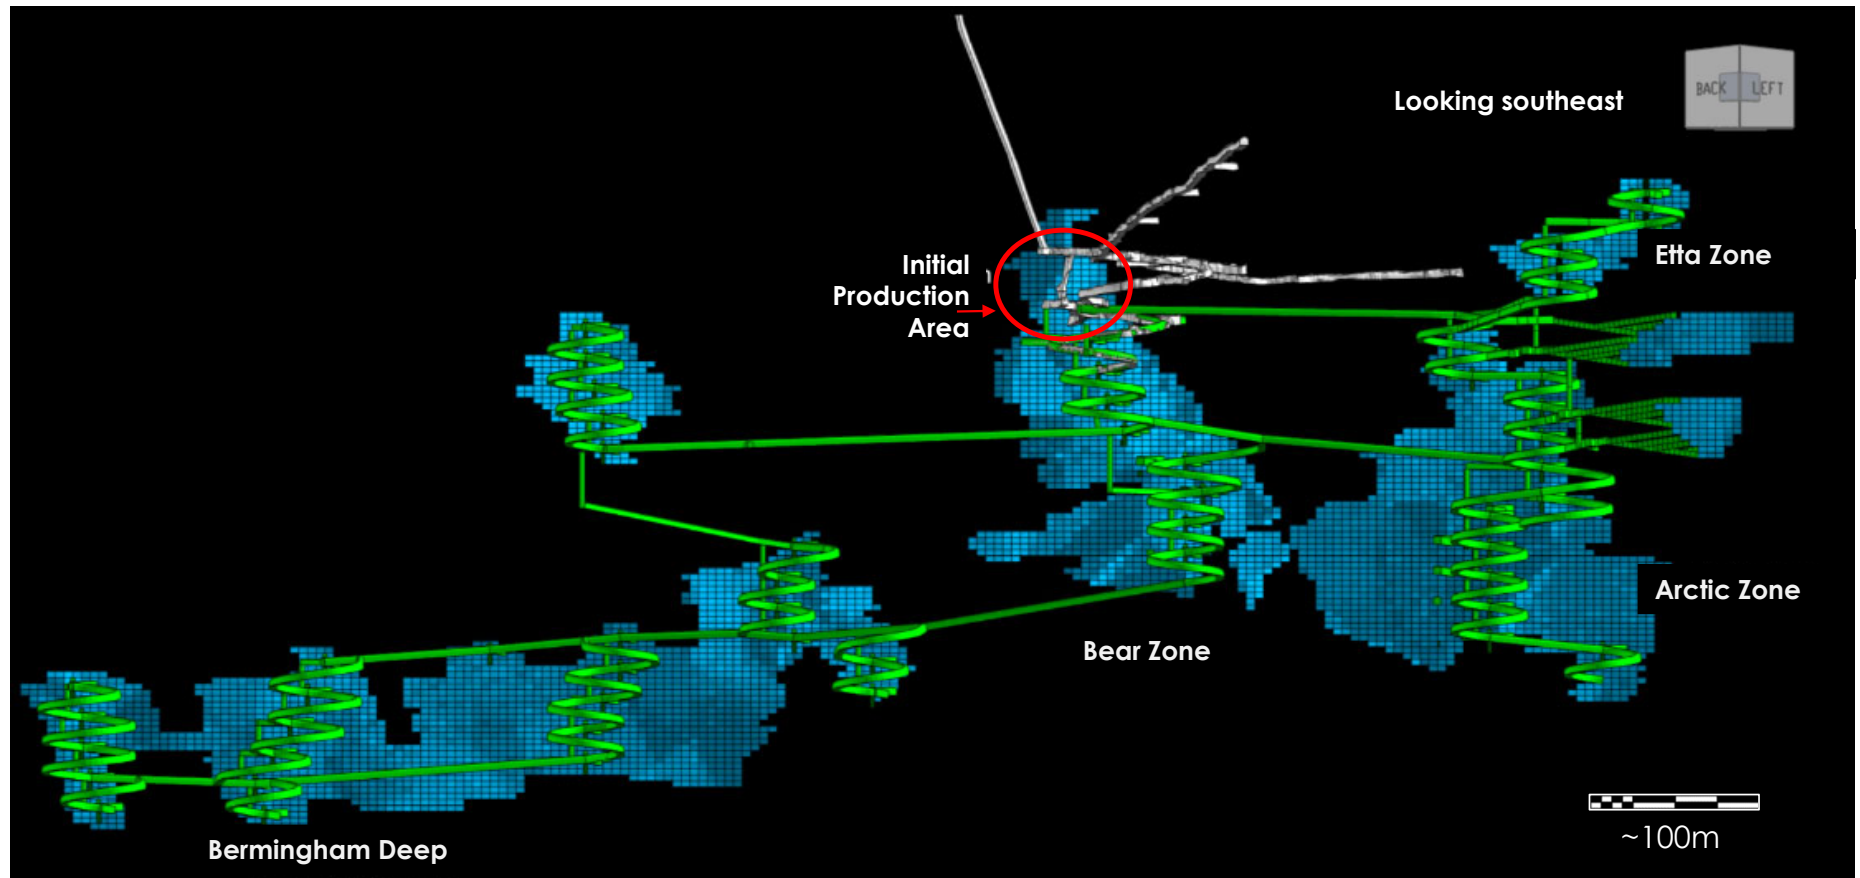 Looking southeast
BACK LEFT
Etta Zone
Initial
Production
Area
Arctic Zone
Bear Zone
~100m
Bermingham Deep